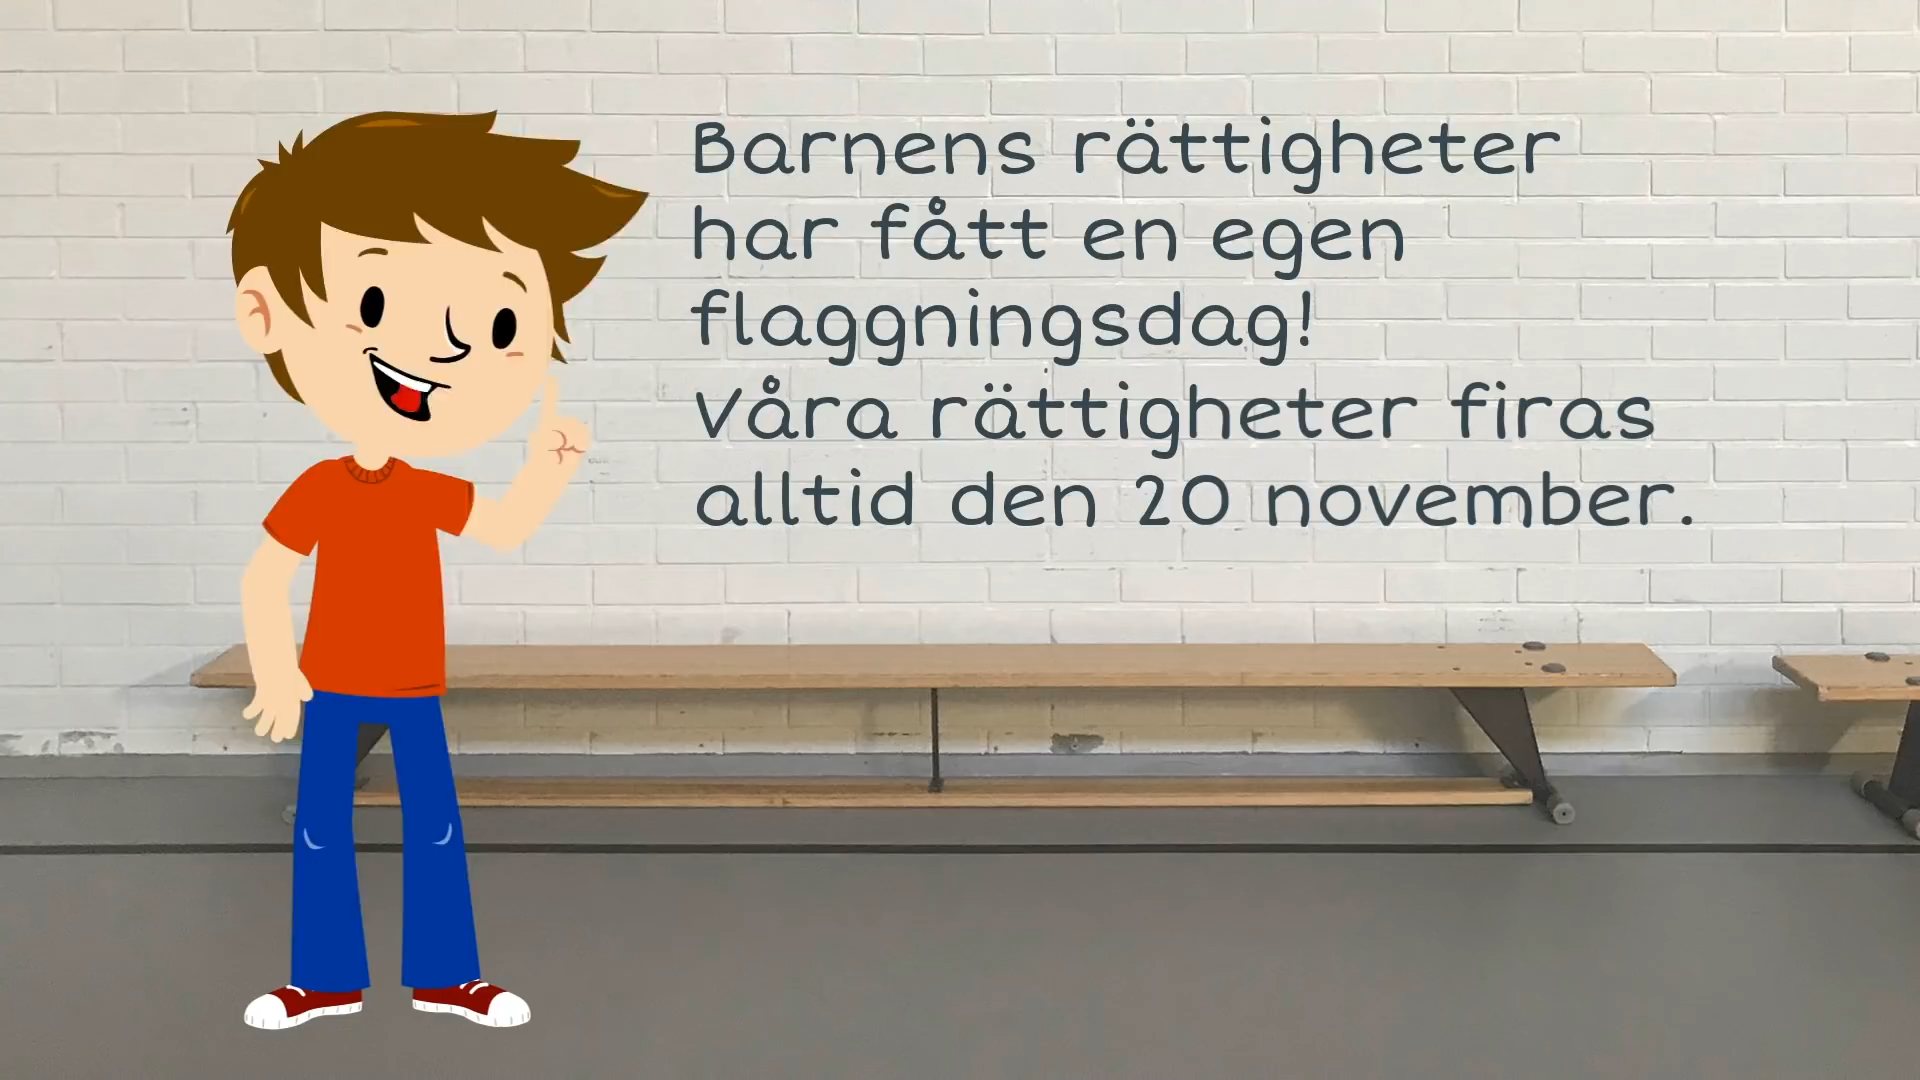 Barnens rättigheter
har fått en egen
flaggningsdag!
Våra rättigheter firas
alltid den 20 november.